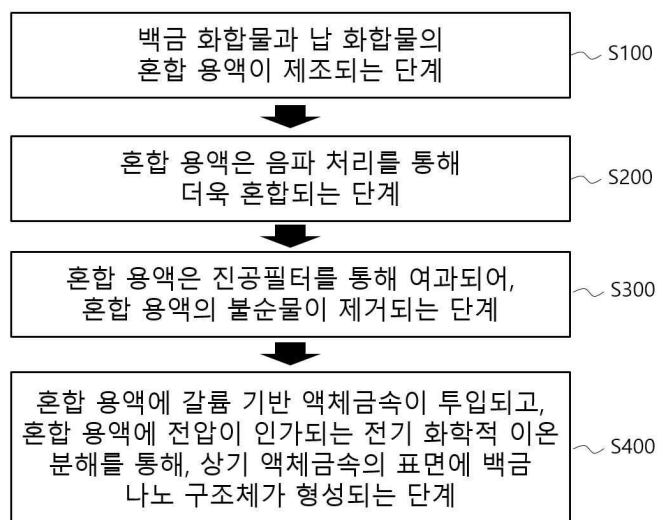 백금 화합물과 납 화합물의
혼합 용액이 제조되는 단계
S100
혼합 용액은 음파 처리를 통해
더욱 혼합되는 단계
S200
혼합 용액은 진공필터를 통해 여과되어,
혼합 용액의 불순물이 제거되는 단계
S300
혼합 용액에 갈륨 기반 액체금속이 투입되고,
혼합 용액에 전압이 인가되는 전기 화학적 이온
분해를 통해, 상기 액체금속의 표면에 백금
나노 구조체가 형성되는 단계
S400